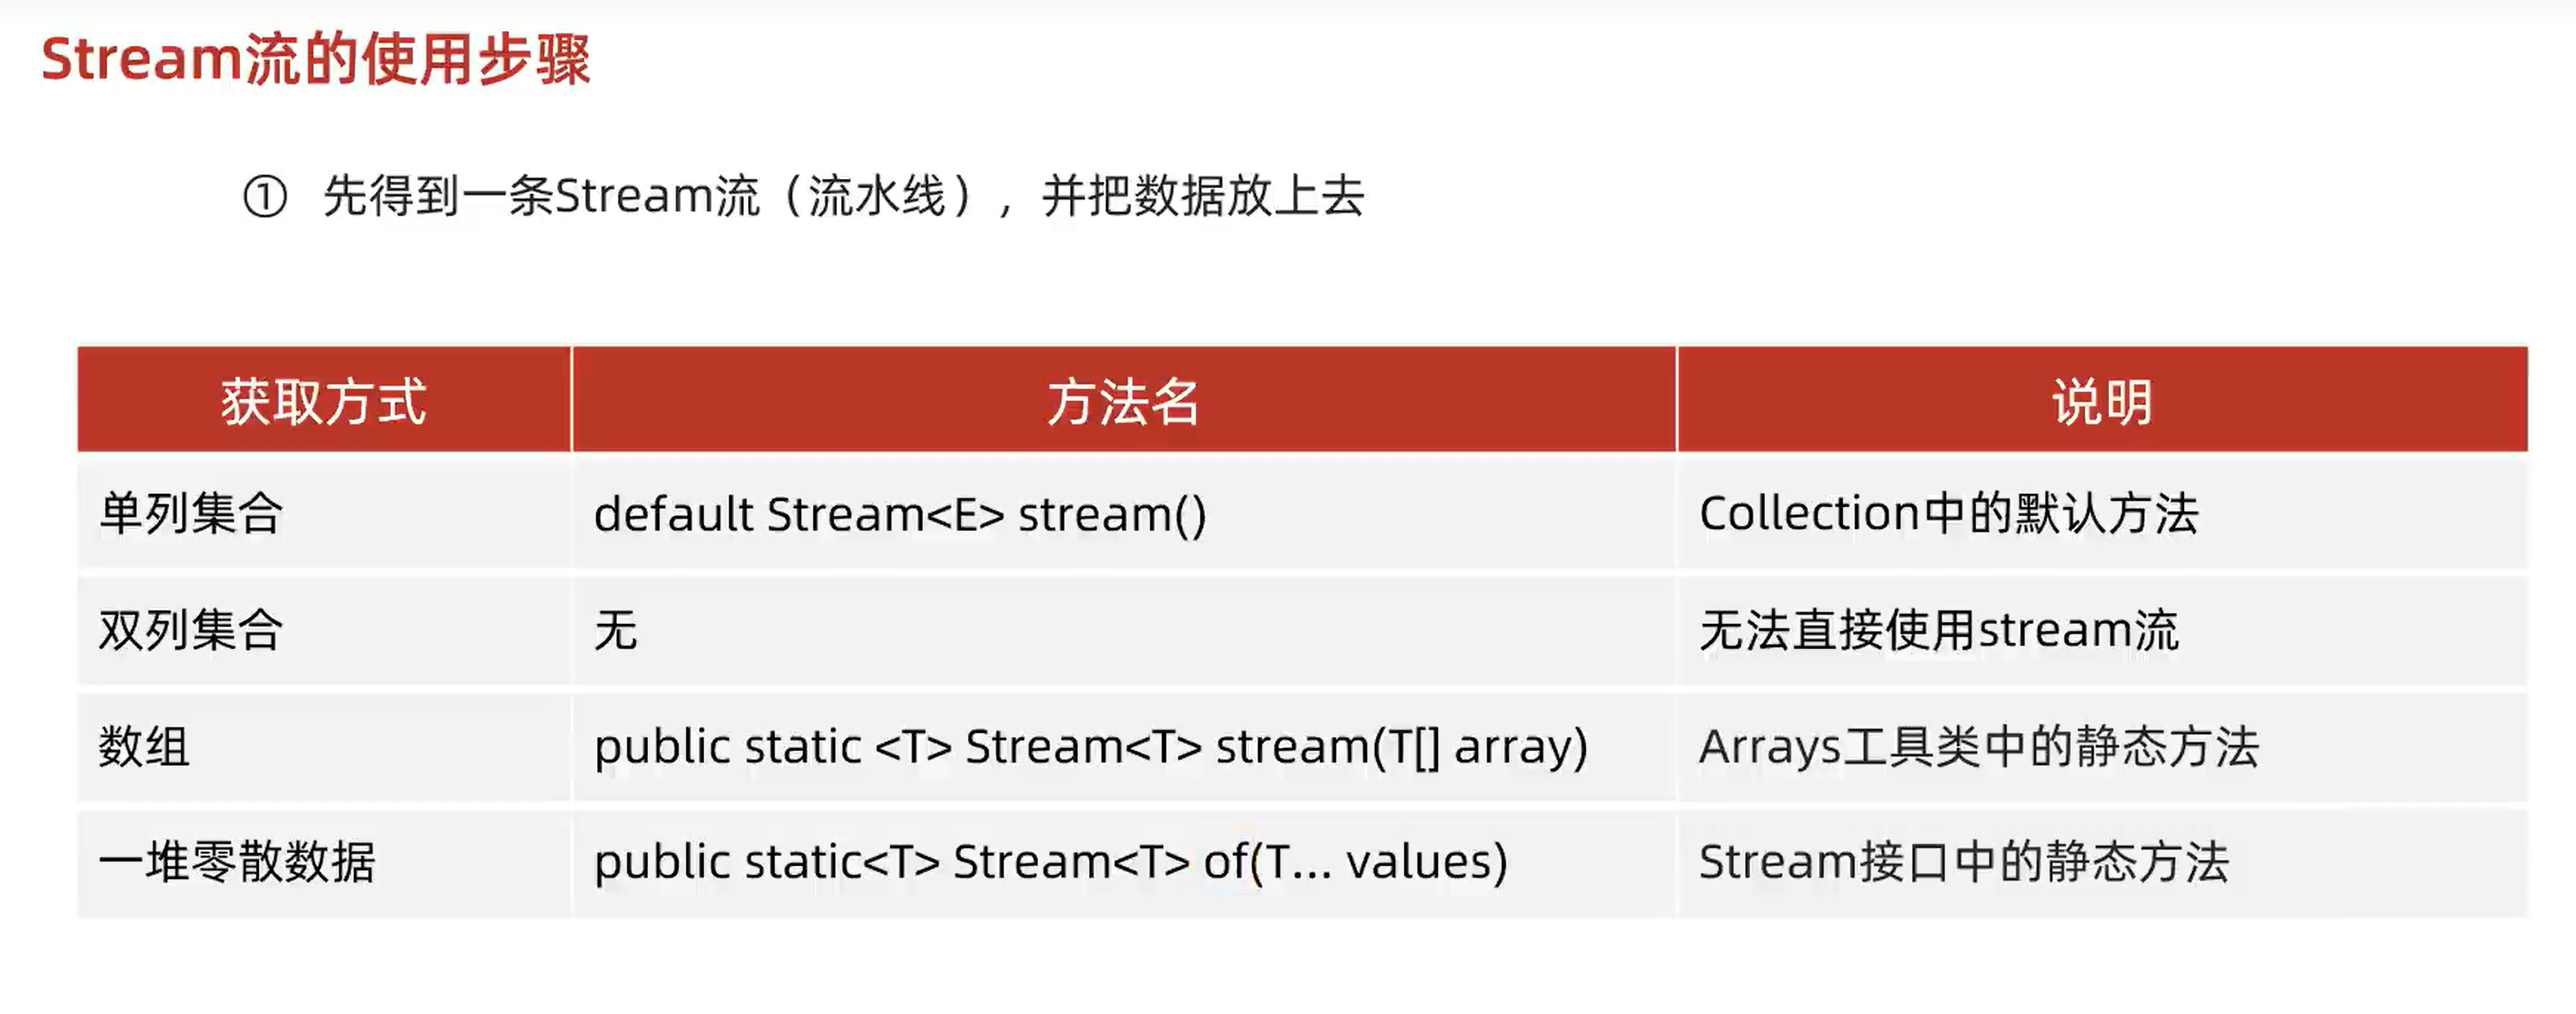 Stream流的使用步骤
① 先得到一条Stream流（流水线），并把数据放上去
获取方式 方法名 说明
单列集合 default Stream<E> stream() Collection中的默认方法
双列集合 无 无法直接使用stream流
数组 public static <T> Stream<T> stream(T[] array) Arrays工具类中的静态方法
一堆零散数据 public static<T> Stream<T> of(T... values) Stream接口中的静态方法